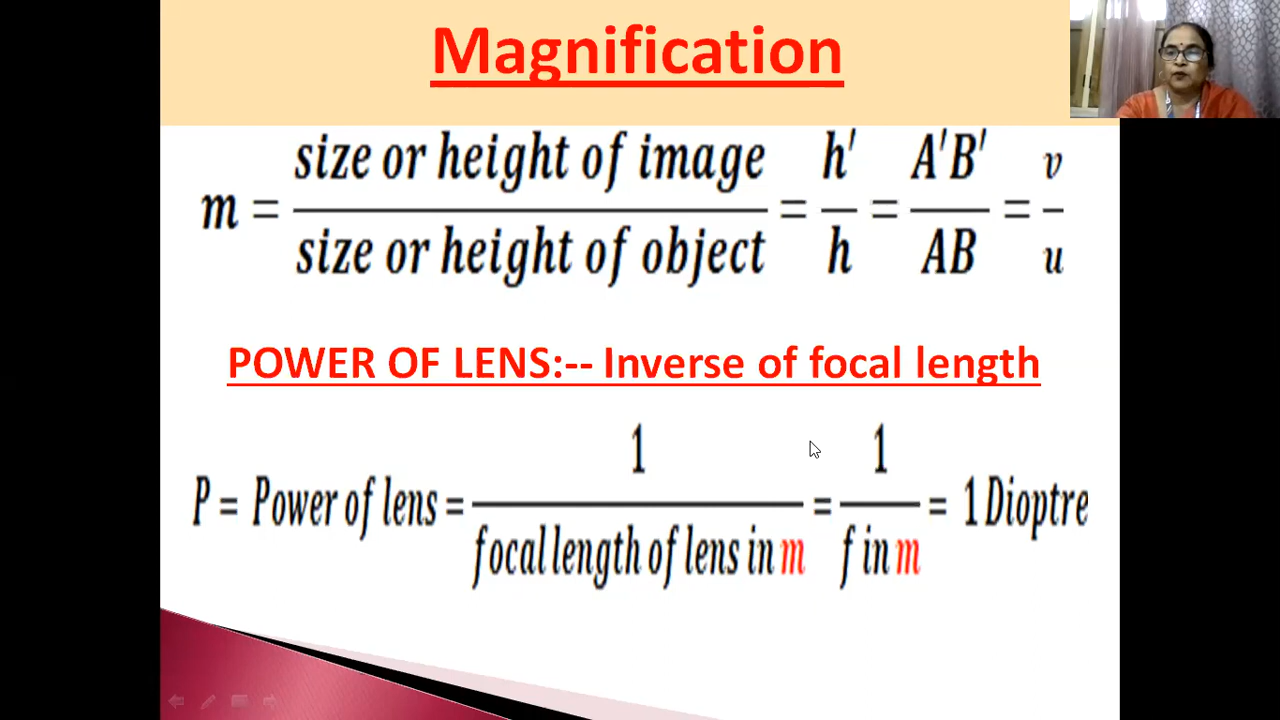 Magnification
m = size or height of image / size or height of object = h' / h = A'B' / AB = v / u
POWER OF LENS:-- Inverse of focal length
P = Power of lens = 1 / focal length of lens in m = 1 / f in m = 1 Dioptre